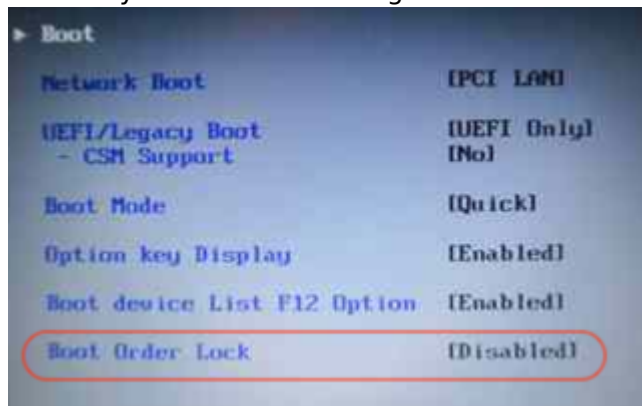 Boot
Network Boot [PCI LAN]
UEFI/Legacy Boot [UEFI Only]
- CSM Support [No]
Boot Mode [Quick]
Option key Display [Enabled]
Boot device List F12 Option [Enabled]
Boot Order Lock [Disabled]